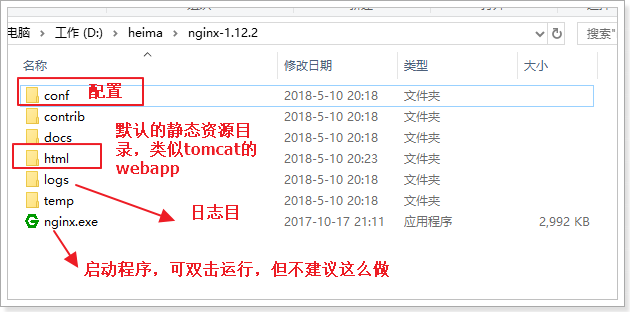 电脑 > 工作 (D:) > heima > nginx-1.12.2
搜索"
名称 修改日期 类型 大小
conf 配置 2018-5-10 20:18 文件夹
contrib 2018-5-10 20:18 文件夹
docs 2018-5-10 20:18 文件夹
html 2018-5-10 20:23 文件夹
logs 2018-5-10 20:18 文件夹
temp 2018-5-10 20:18 文件夹
nginx.exe 2017-10-17 21:11 应用程序 2,992 KB
默认的静态资源目
录，类似tomcat的
webapp
日志目
启动程序，可双击运行，但不建议这么做